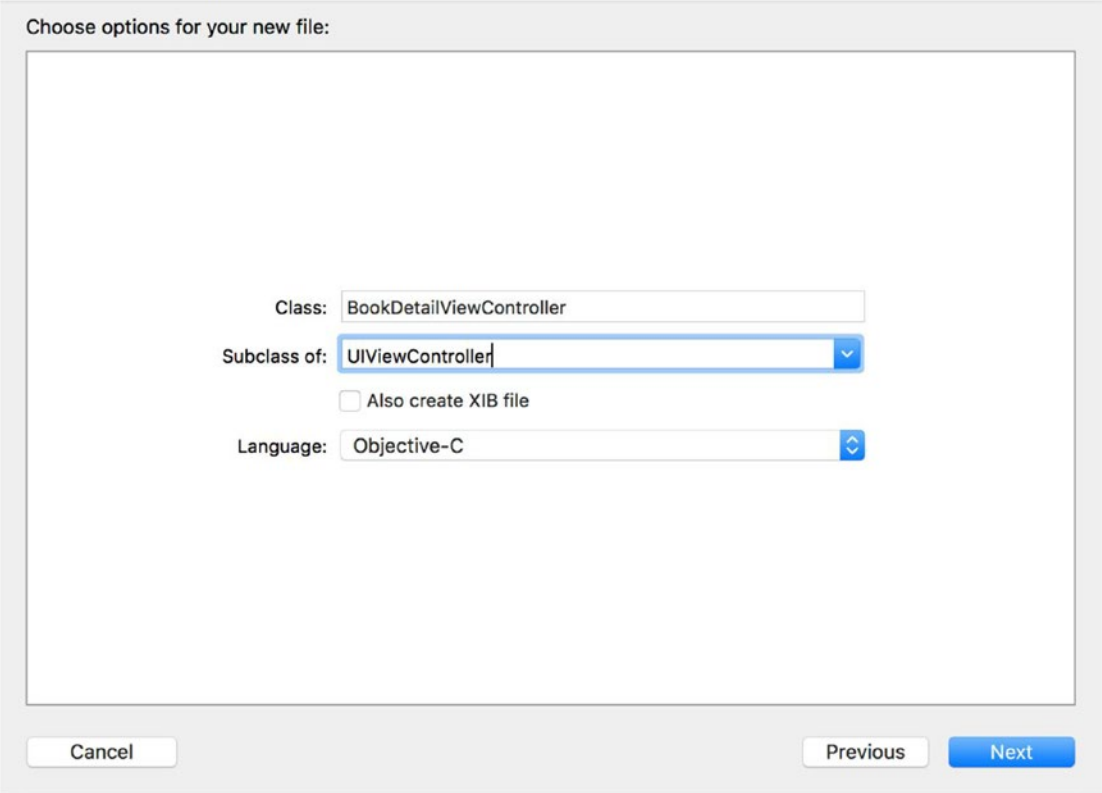 Choose options for your new file:
Class: BookDetailViewController
Subclass of: UIViewController
Also create XIB file
Language: Objective-C
Cancel Previous Next